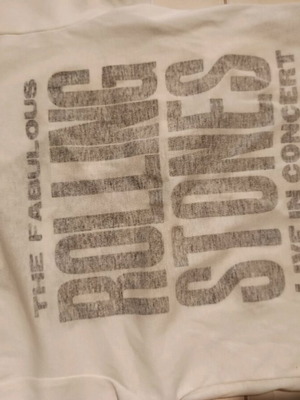 THE FABULOUS
ROLLING
STONES
LIVE IN CONCERT